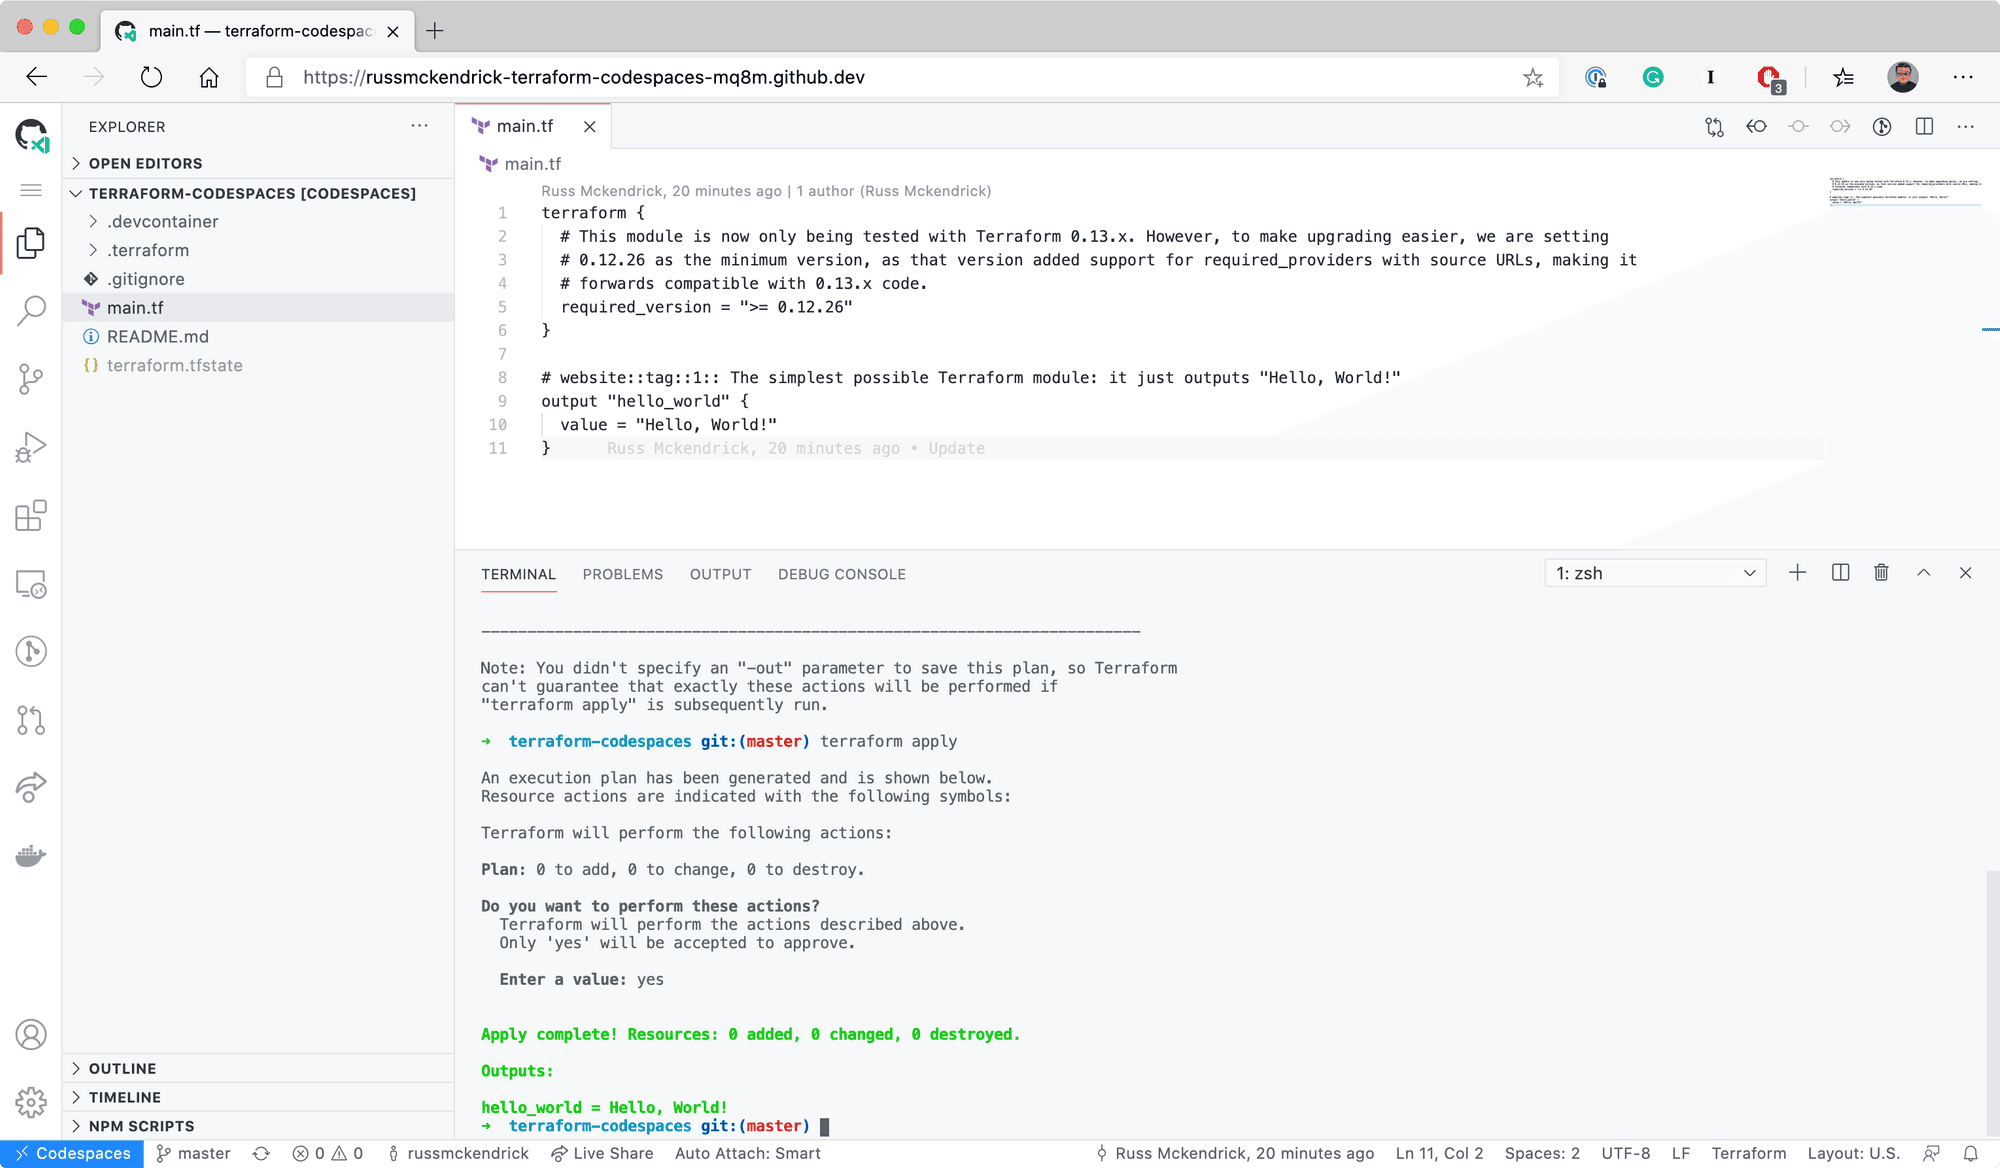 main.tf — terraform-codespac
https://russmckendrick-terraform-codespaces-mq8m.github.dev
3
EXPLORER
OPEN EDITORS
TERRAFORM-CODESPACES [CODESPACES]
.devcontainer
.terraform
.gitignore
main.tf
README.md
terraform.tfstate
OUTLINE
TIMELINE
NPM SCRIPTS
main.tf
main.tf
Russ Mckendrick, 20 minutes ago | 1 author (Russ Mckendrick)
1 terraform {
2 # This module is now only being tested with Terraform 0.13.x. However, to make upgrading easier, we are setting
3 # 0.12.26 as the minimum version, as that version added support for required_providers with source URLs, making it
4 # forwards compatible with 0.13.x code.
5 required_version = ">= 0.12.26"
6 }
7
8 # website::tag::1:: The simplest possible Terraform module: it just outputs "Hello, World!"
9 output "hello_world" {
10 value = "Hello, World!"
11 } Russ Mckendrick, 20 minutes ago • Update
TERMINAL PROBLEMS OUTPUT DEBUG CONSOLE 1: zsh
------------------------------------------------------------------------
Note: You didn't specify an "-out" parameter to save this plan, so Terraform
can't guarantee that exactly these actions will be performed if
"terraform apply" is subsequently run.
→ terraform-codespaces git:(master) terraform apply
An execution plan has been generated and is shown below.
Resource actions are indicated with the following symbols:
Terraform will perform the following actions:
Plan: 0 to add, 0 to change, 0 to destroy.
Do you want to perform these actions?
Terraform will perform the actions described above.
Only 'yes' will be accepted to approve.
Enter a value: yes
Apply complete! Resources: 0 added, 0 changed, 0 destroyed.
Outputs:
hello_world = Hello, World!
→ terraform-codespaces git:(master)
Codespaces master 0 0 russmckendrick Live Share Auto Attach: Smart Russ Mckendrick, 20 minutes ago Ln 11, Col 2 Spaces: 2 UTF-8 LF Terraform Layout: U.S.